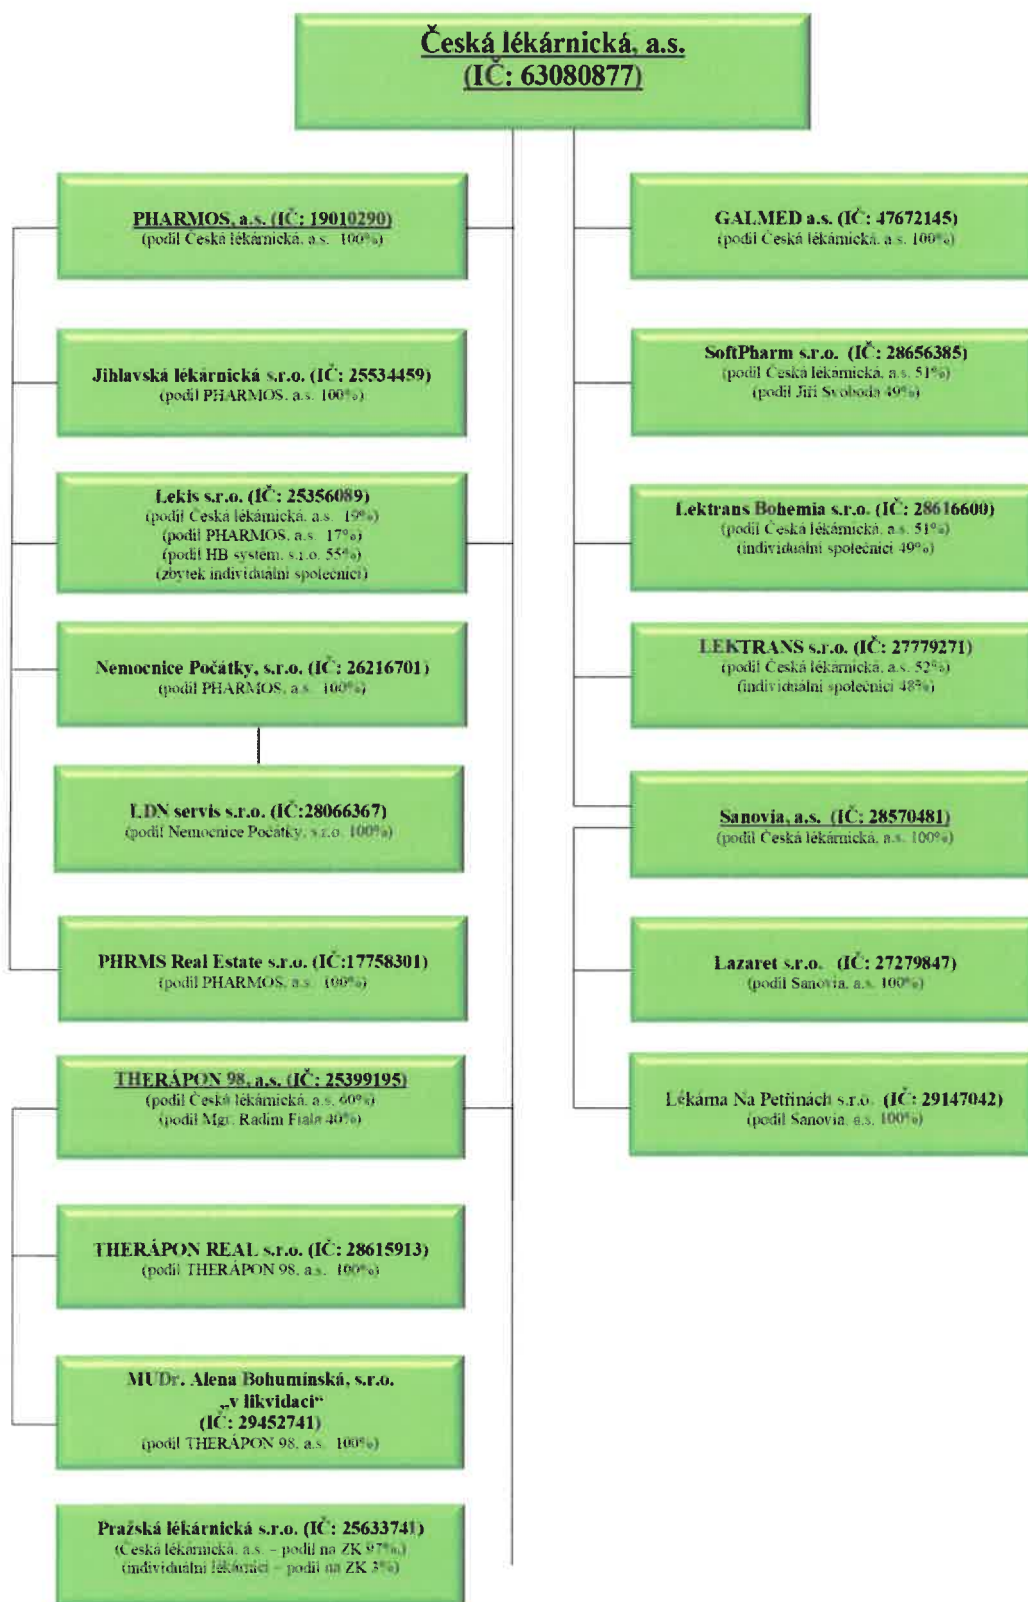 Česká lékárnická, a.s.
(IČ: 63080877)
PHARMOS, a.s. (IČ: 19010290)
(podíl Česká lékárnická, a.s. 100%)
Jihlavská lékárnická s.r.o. (IČ: 25534459)
(podíl PHARMOS, a.s. 100%)
Lekis s.r.o. (IČ: 25356089)
(podíl Česká lékárnická, a.s. 19%)
(podíl PHARMOS, a.s. 17%)
(podíl HB systém, s.r.o. 55%)
(zbytek individuální společníci)
Nemocnice Počátky, s.r.o. (IČ: 26216701)
(podíl PHARMOS, a.s. 100%)
LDN servis s.r.o. (IČ:28066367)
(podíl Nemocnice Počátky, s.r.o. 100%)
PHRMS Real Estate s.r.o. (IČ:17758301)
(podíl PHARMOS, a.s. 100%)
THERÁPON 98, a.s. (IČ: 25399195)
(podíl Česká lékárnická, a.s. 60%)
(podíl Mgr. Radim Fiala 40%)
THERÁPON REAL s.r.o. (IČ: 28615913)
(podíl THERÁPON 98, a.s. 100%)
MUDr. Alena Bohumínská, s.r.o.
„v likvidaci“
(IČ: 29452741)
(podíl THERÁPON 98, a.s. 100%)
Pražská lékárnická s.r.o. (IČ: 25633741)
(Česká lékárnická, a.s. – podíl na ZK 97%)
(individuální lékárníci – podíl na ZK 3%)
GALMED a.s. (IČ: 47672145)
(podíl Česká lékárnická, a.s. 100%)
SoftPharm s.r.o. (IČ: 28656385)
(podíl Česká lékárnická, a.s. 51%)
(podíl Jiří Svoboda 49%)
Lektrans Bohemia s.r.o. (IČ: 28616600)
(podíl Česká lékárnická, a.s. 51%)
(individuální společníci 49%)
LEKTRANS s.r.o. (IČ: 27779271)
(podíl Česká lékárnická, a.s. 52%)
(individuální společníci 48%)
Sanovia, a.s. (IČ: 28570481)
(podíl Česká lékárnická, a.s. 100%)
Lazaret s.r.o. (IČ: 27279847)
(podíl Sanovia, a.s. 100%)
Lékárna Na Petřinách s.r.o. (IČ: 29147042)
(podíl Sanovia, a.s. 100%)